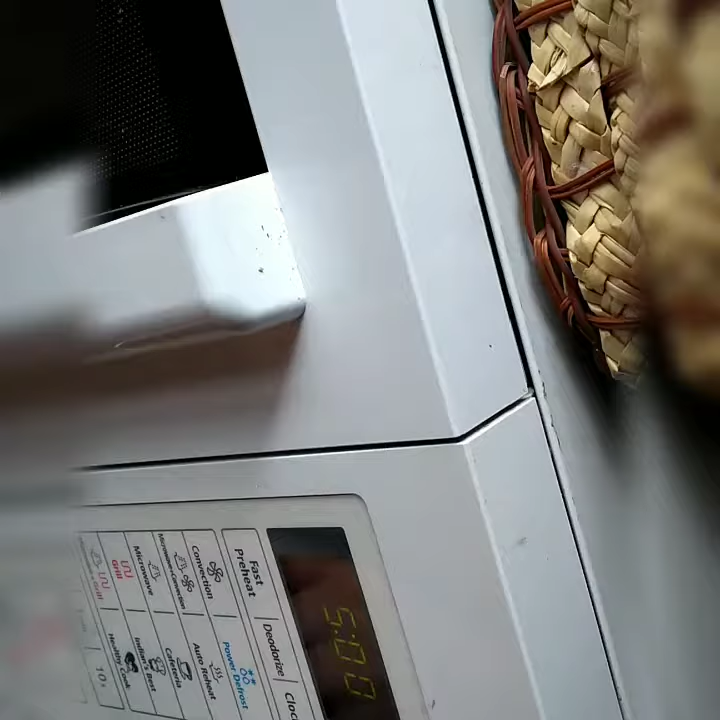 5:00
Fast Preheat
Deodorize
Convection
Power Defrost
Microwave+Convection
Auto Reheat
Microwave
Cafeteria
Grill
Indian's Best
Healthy Cook
10s